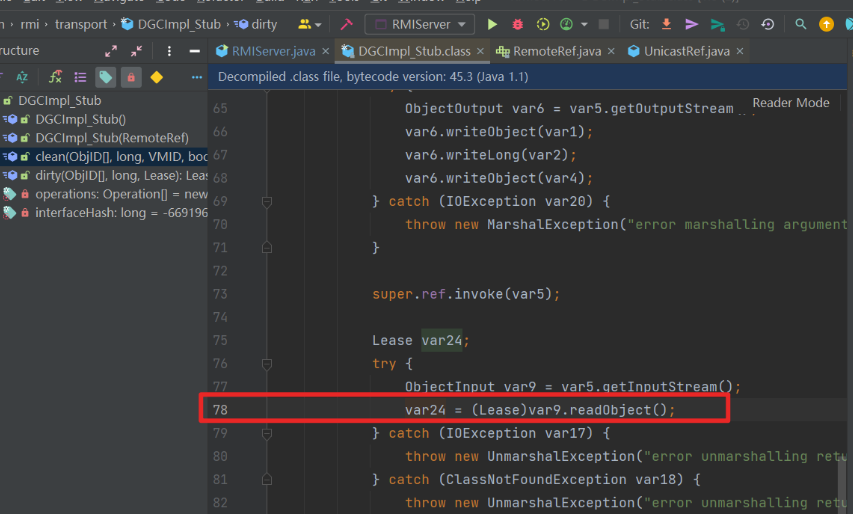 rmi › transport › DGCImpl_Stub › dirty
RMIServer
Git:
ructure
RMIServer.java
DGCImpl_Stub.class
RemoteRef.java
UnicastRef.java
Decompiled .class file, bytecode version: 45.3 (Java 1.1)
Reader Mode
DGCImpl_Stub
DGCImpl_Stub()
DGCImpl_Stub(RemoteRef)
clean(ObjID[], long, VMID, boo
dirty(ObjID[], long, Lease): Leas
operations: Operation[] = new
interfaceHash: long = -669196
65 ObjectOutput var6 = var5.getOutputStream();
66 var6.writeObject(var1);
67 var6.writeLong(var2);
68 var6.writeObject(var4);
69 } catch (IOException var20) {
70 throw new MarshalException("error marshalling argument
71 }
72
73 super.ref.invoke(var5);
74
75 Lease var24;
76 try {
77 ObjectInput var9 = var5.getInputStream();
78 var24 = (Lease)var9.readObject();
79 } catch (IOException var17) {
80 throw new UnmarshalException("error unmarshalling retu
81 } catch (ClassNotFoundException var18) {
82 throw new UnmarshalException("error unmarshalling retu